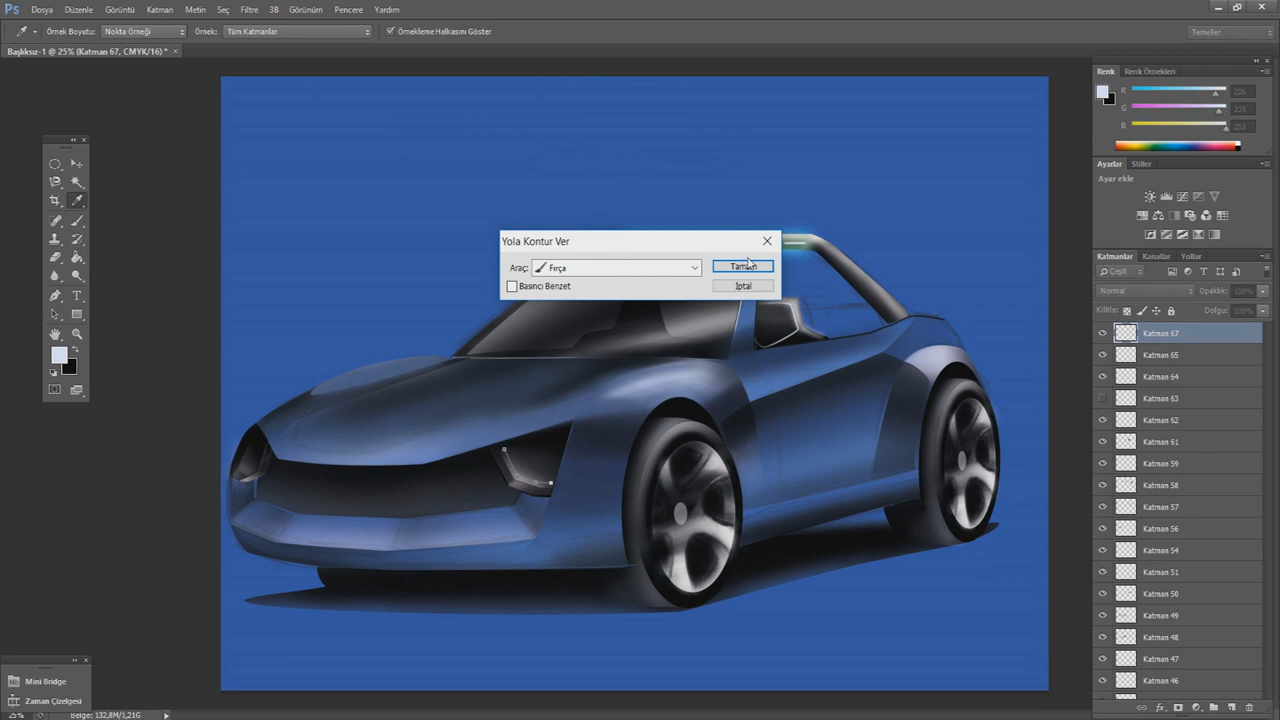 Ps Dosya Düzenle Görüntü Katman Metin Seç Filtre 3B Görünüm Pencere Yardım
Örnek Boyutu: Nokta Örneği Örnek: Tüm Katmanlar Örnekleme Halkasını Göster Temeller
Başlıksız-1 @ 25% (Katman 67, CMYK/16) * ×
Renk Renk Örnekleri
R 226
G 235
B 255
Ayarlar Stiller
Ayar ekle
Katmanlar Kanallar Yollar
Çeşit
Normal Opaklık: 100%
Kilitle: Dolgu: 100%
Katman 67
Katman 65
Katman 64
Katman 63
Katman 62
Katman 61
Katman 59
Katman 58
Katman 57
Katman 56
Katman 54
Katman 51
Katman 50
Katman 49
Katman 48
Katman 47
Katman 46
Yola Kontur Ver
Araç: Fırça Tamam
Basıncı Benzet İptal
Mini Bridge
Zaman Çizelgesi
25% Belge: 132,8M/1,21G